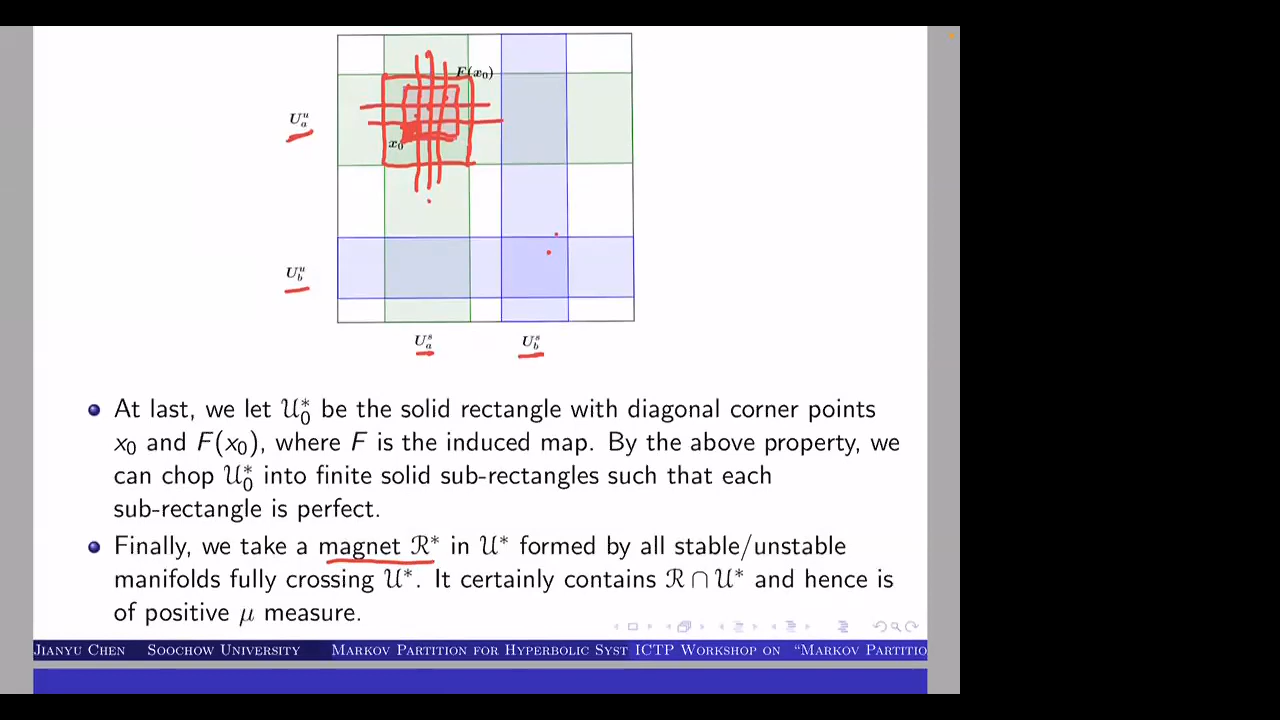 F(x₀)
Uᵘₐ
x₀
Uᵘ_b
Uˢₐ
Uˢ_b
At last, we let 𝒰₀* be the solid rectangle with diagonal corner points
x₀ and F(x₀), where F is the induced map. By the above property, we
can chop 𝒰₀* into finite solid sub-rectangles such that each
sub-rectangle is perfect.
Finally, we take a magnet ℛ* in 𝒰* formed by all stable/unstable
manifolds fully crossing 𝒰*. It certainly contains ℛ ∩ 𝒰* and hence is
of positive μ measure.
JIANYU CHEN SOOCHOW UNIVERSITY MARKOV PARTITION FOR HYPERBOLIC SYST ICTP WORKSHOP ON “MARKOV PARTITIO